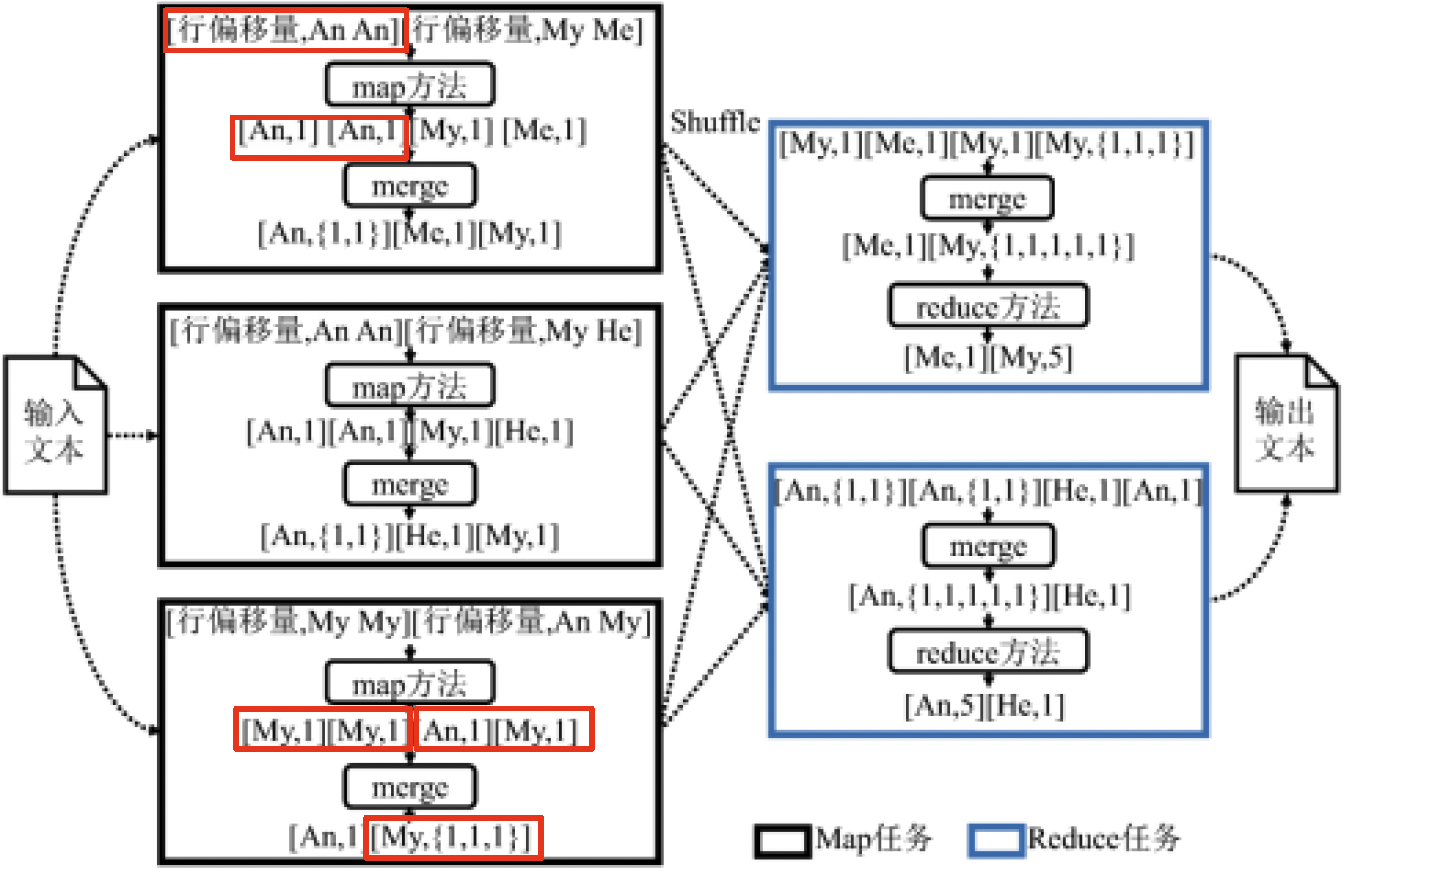 输入
文本
[行偏移量,An An][行偏移量,My Me]
map方法
[An,1] [An,1][My,1] [Me,1]
merge
[An,{1,1}][Me,1][My,1]
[行偏移量,An An][行偏移量,My He]
map方法
[An,1][An,1][My,1][He,1]
merge
[An,{1,1}][He,1][My,1]
[行偏移量,My My][行偏移量,An My]
map方法
[My,1][My,1][An,1][My,1]
merge
[An,1][My,{1,1,1}]
Shuffle
[My,1][Me,1][My,1][My,{1,1,1}]
merge
[Me,1][My,{1,1,1,1,1}]
reduce方法
[Me,1][My,5]
[An,{1,1}][An,{1,1}][He,1][An,1]
merge
[An,{1,1,1,1,1}][He,1]
reduce方法
[An,5][He,1]
输出
文本
Map任务
Reduce任务